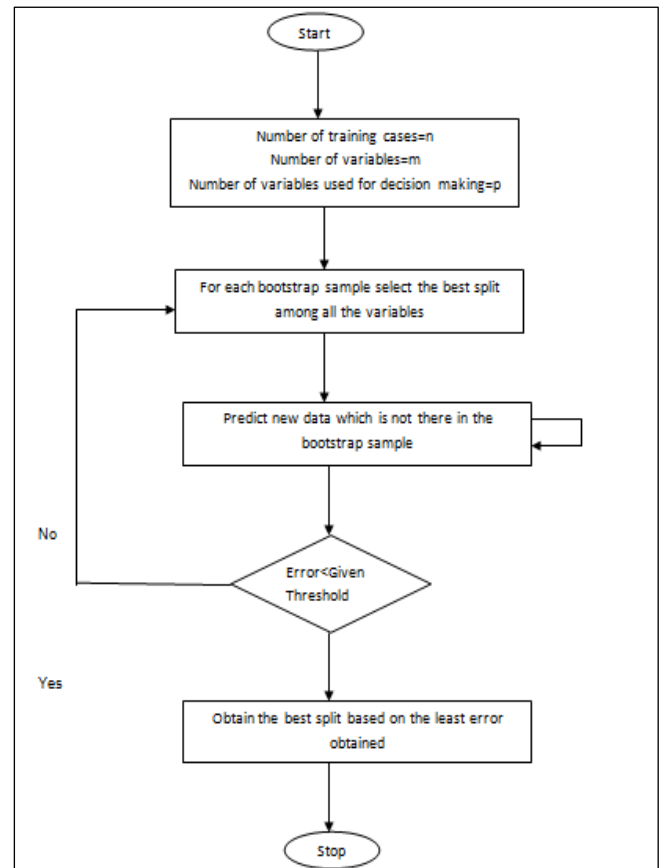 Start
Number of training cases=n
Number of variables=m
Number of variables used for decision making=p
For each bootstrap sample select the best split
among all the variables
Predict new data which is not there in the
bootstrap sample
No
Error<Given
Threshold
Yes
Obtain the best split based on the least error
obtained
Stop